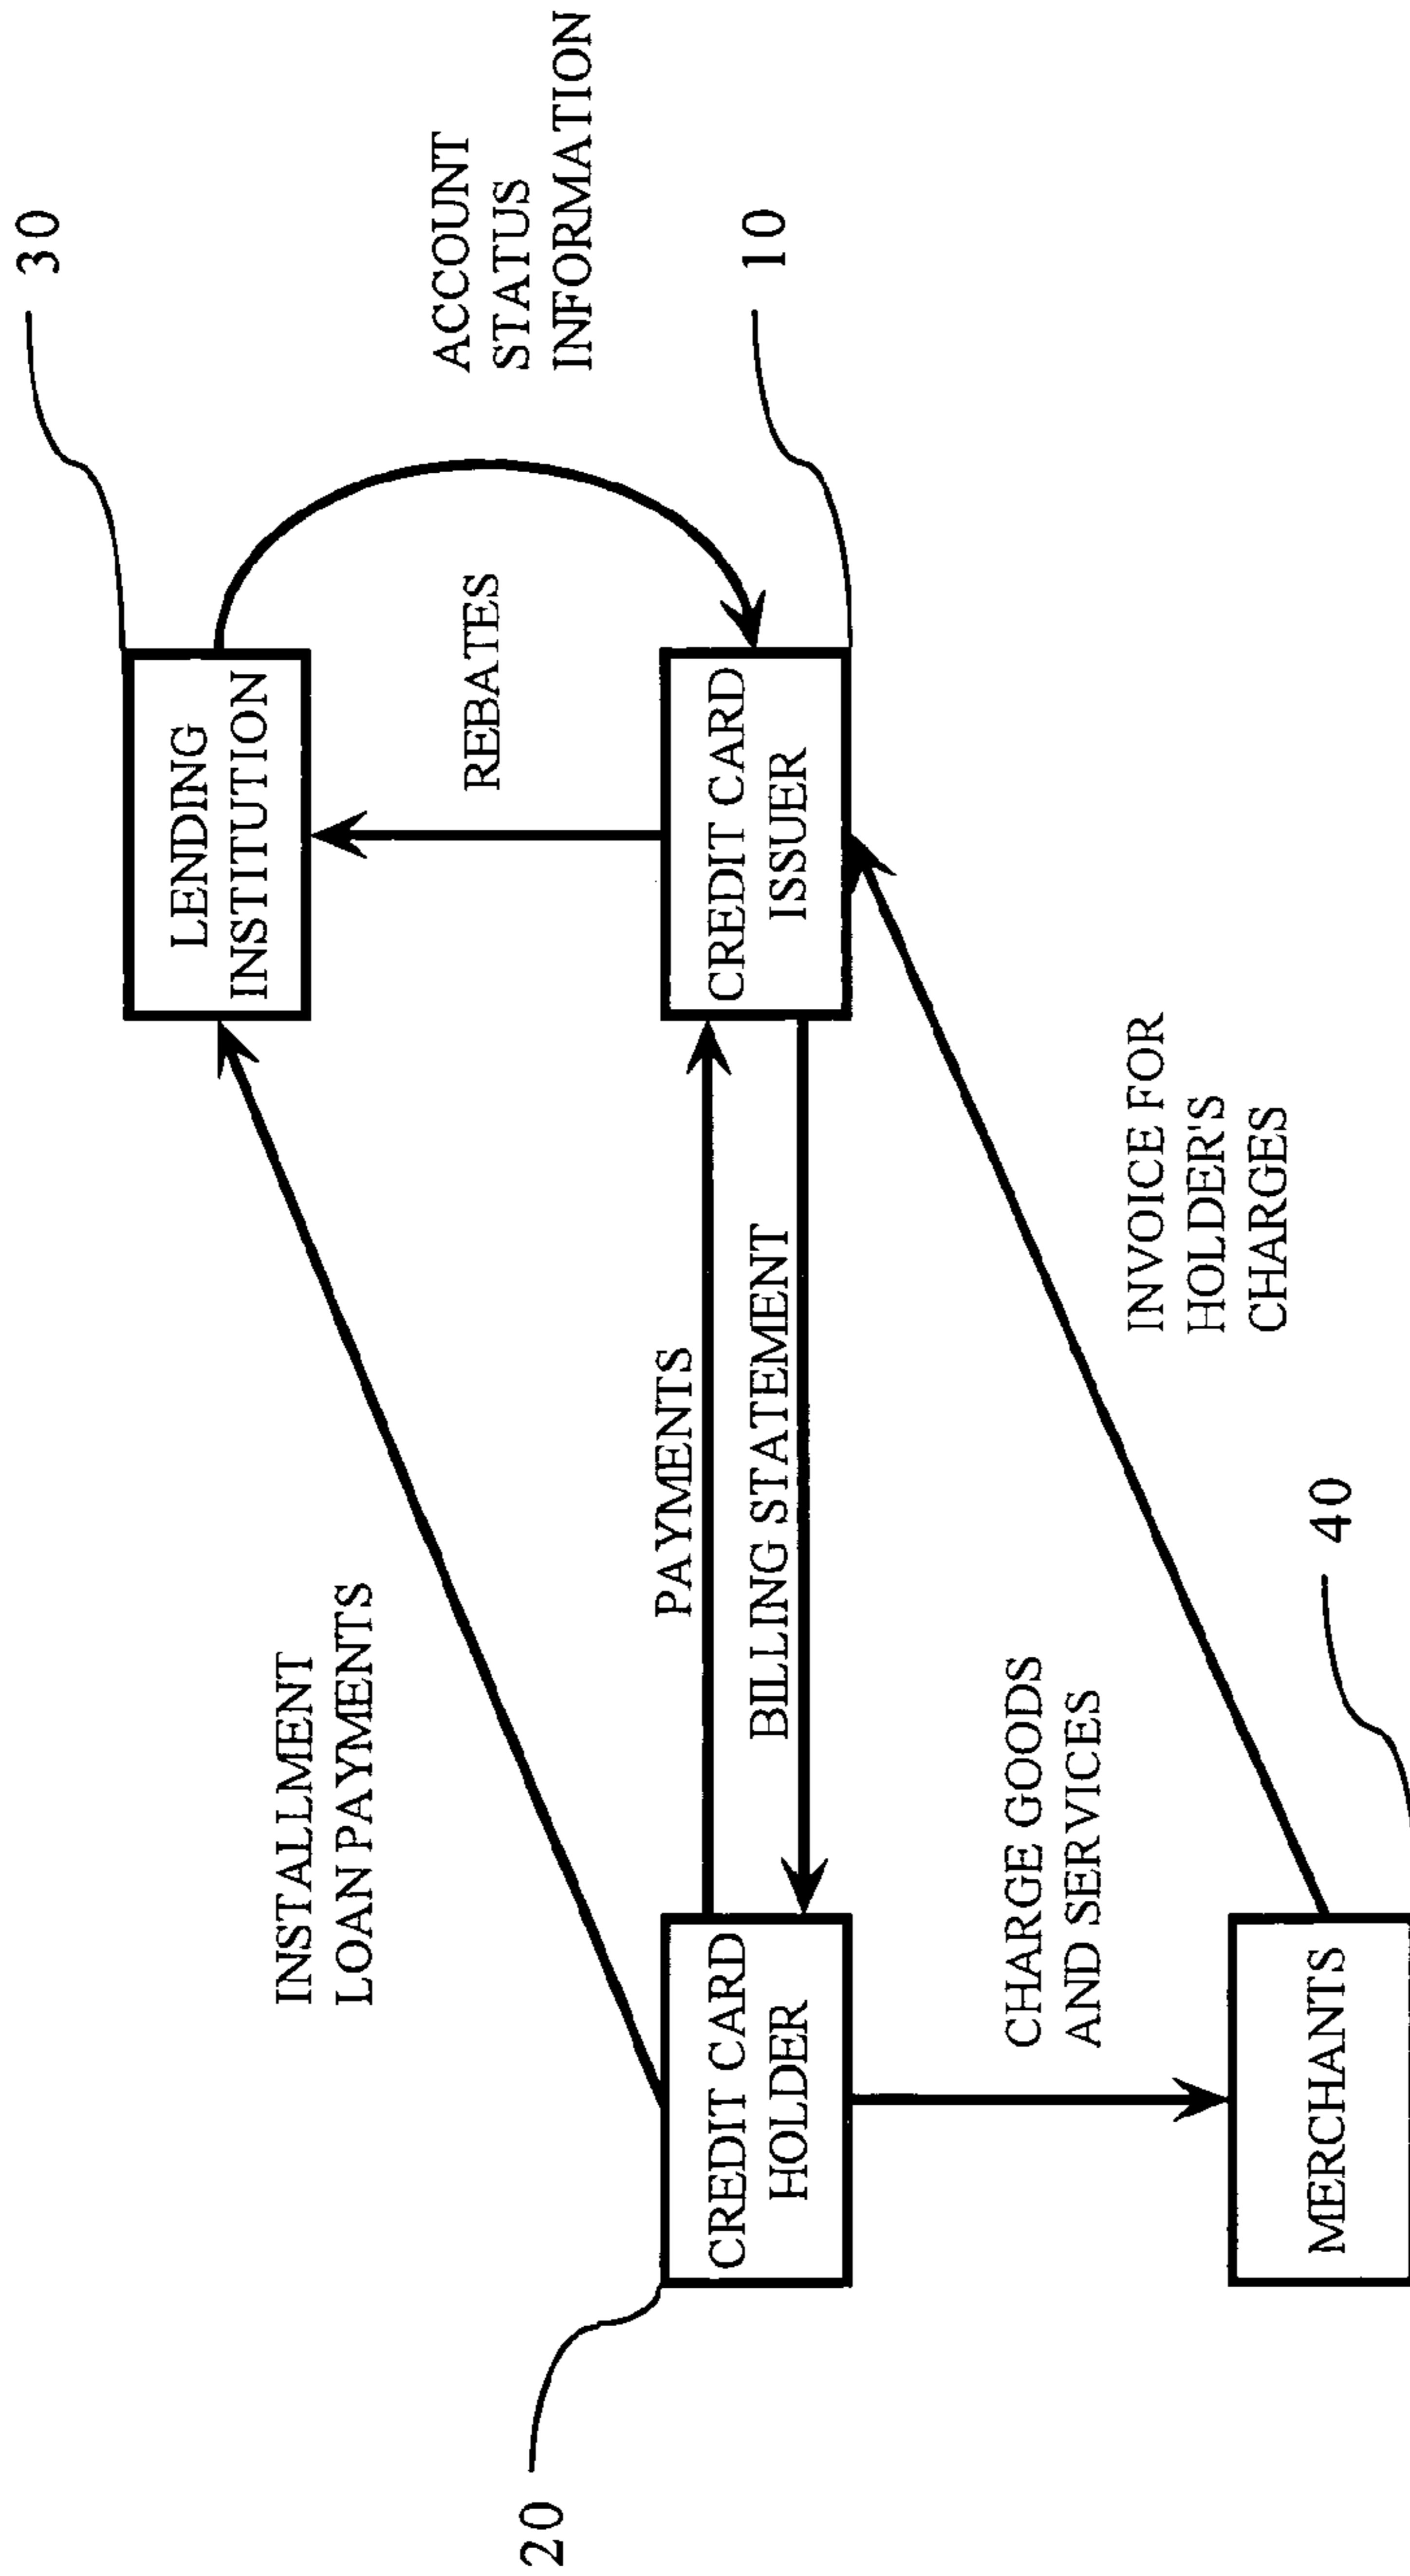 30
LENDING
INSTITUTION
ACCOUNT
STATUS
INFORMATION
REBATES
INSTALLMENT
LOAN PAYMENTS
20
CREDIT CARD
HOLDER
PAYMENTS
BILLING STATEMENT
CREDIT CARD
ISSUER
10
CHARGE GOODS
AND SERVICES
INVOICE FOR
HOLDER'S
CHARGES
MERCHANTS
40